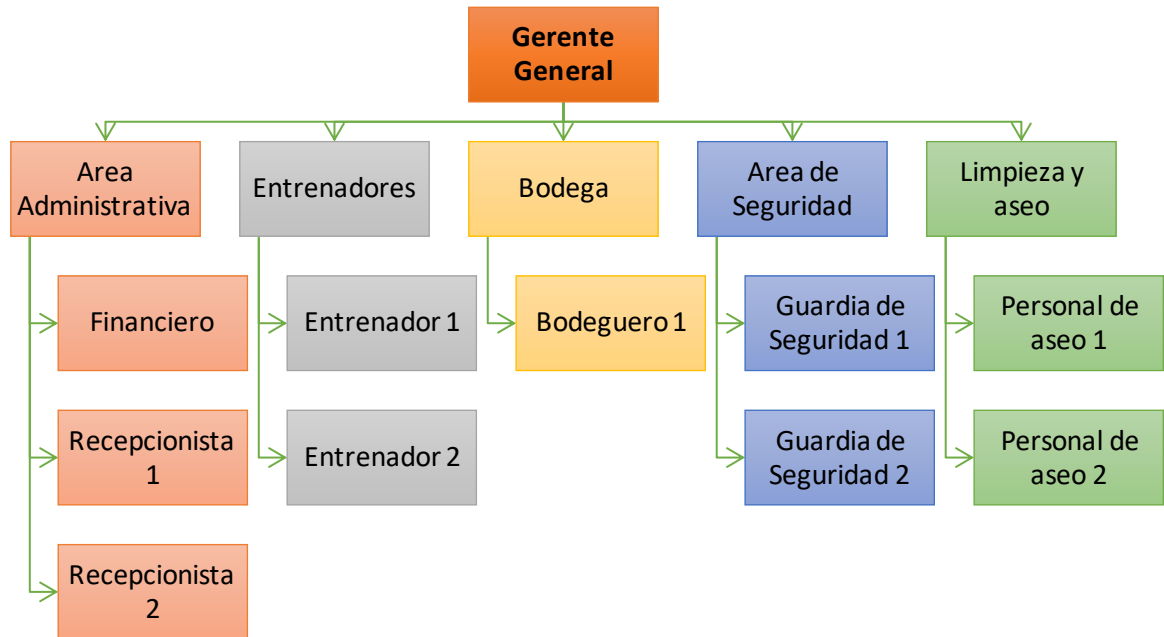 Gerente
General
Area
Administrativa
Entrenadores
Bodega
Area de
Seguridad
Limpieza y
aseo
Financiero
Entrenador 1
Bodeguero 1
Guardia de
Seguridad 1
Personal de
aseo 1
Recepcionista
1
Entrenador 2
Guardia de
Seguridad 2
Personal de
aseo 2
Recepcionista
2